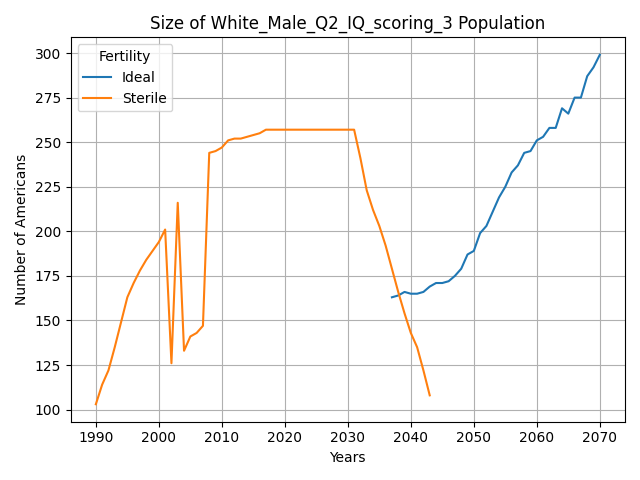 Size of White_Male_Q2_IQ_scoring_3 Population
Fertility
Ideal
Sterile
Number of Americans
300
275
250
225
200
175
150
125
100
1990 2000 2010 2020 2030 2040 2050 2060 2070
Years